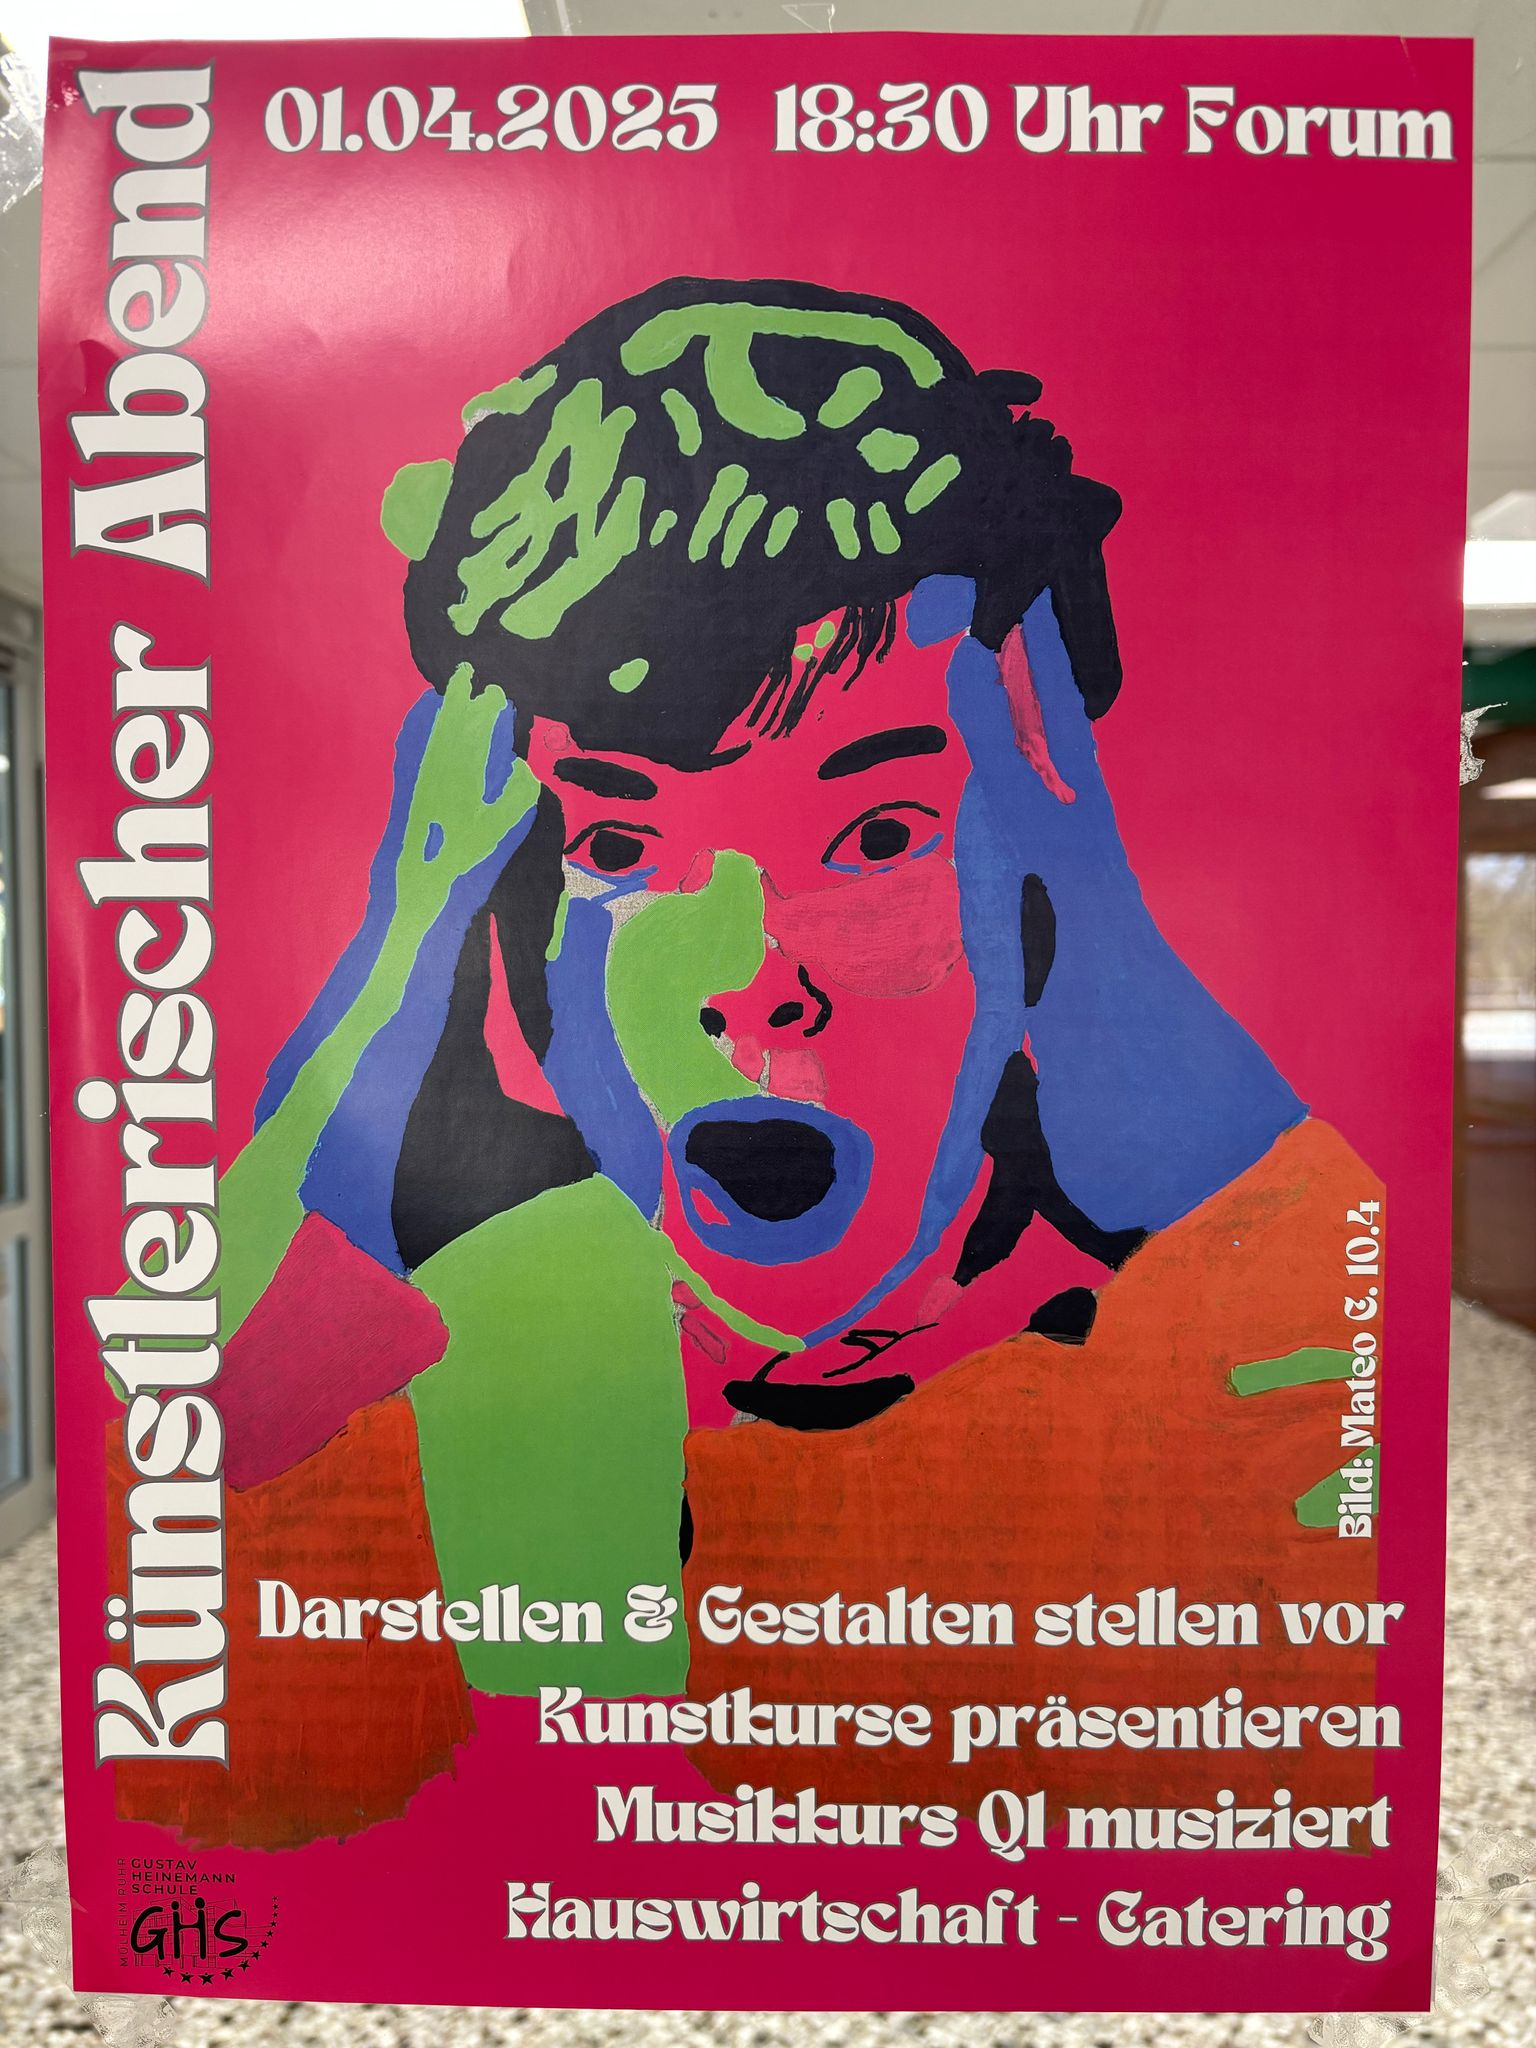 01.04.2025 18:30 Uhr Forum
Künstlerischer Abend
Bild: Mateo C. 10.4
Darstellen & Gestalten stellen vor
Kunstkurse präsentieren
Musikkurs Q1 musiziert
Hauswirtschaft - Catering
MÜLHEIM RUHR
GUSTAV
HEINEMANN
SCHULE
GHS